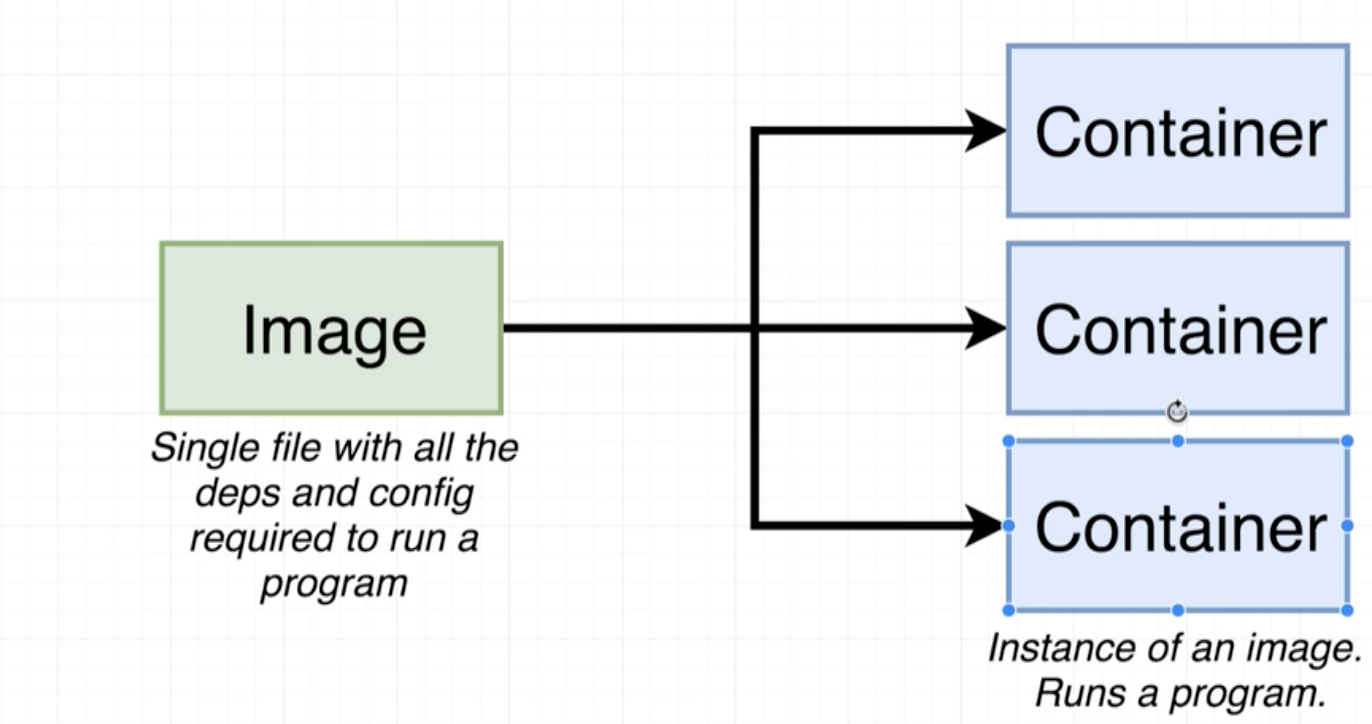 Container
Image
Container
Single file with all the
deps and config
required to run a
program
Container
Instance of an image.
Runs a program.